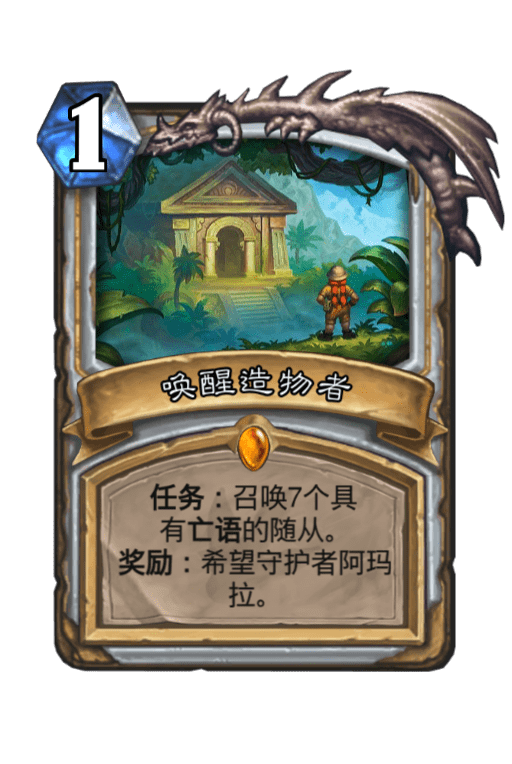 1
唤醒造物者
任务：召唤7个具
有亡语的随从。
奖励：希望守护者阿玛
拉。